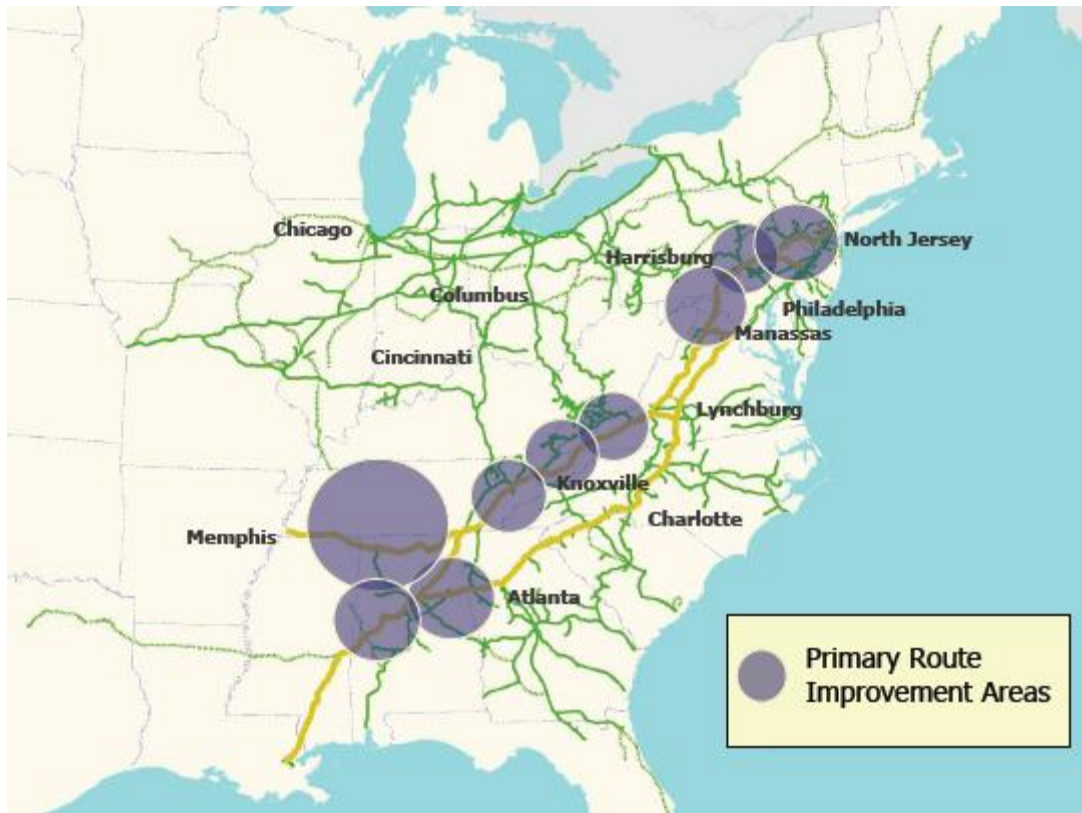 Chicago
North Jersey
Harrisburg
Columbus
Philadelphia
Manassas
Cincinnati
Lynchburg
Knoxville
Charlotte
Memphis
Atlanta
Primary Route
Improvement Areas